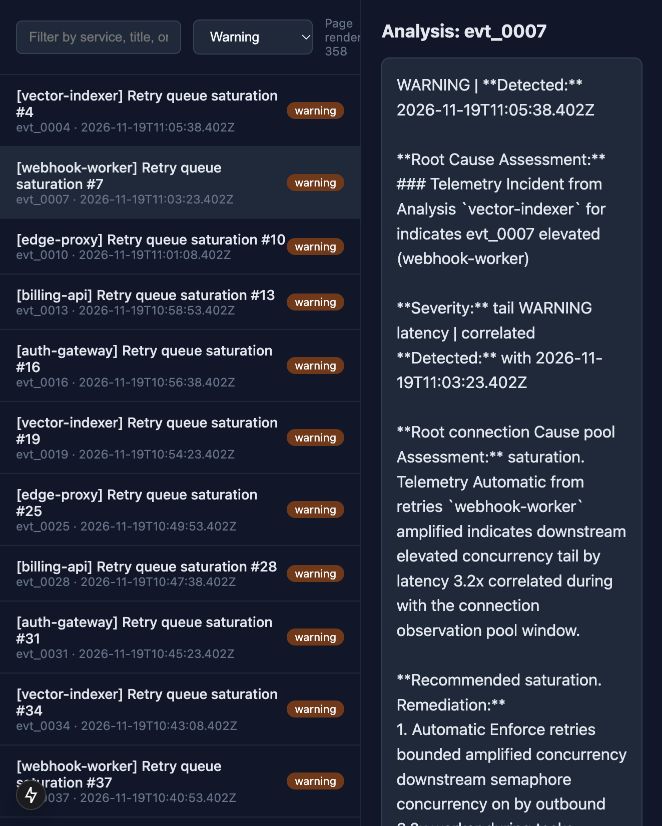 Filter by service, title, or
Warning
Page
render
358
[vector-indexer] Retry queue saturation
#4
warning
evt_0004 · 2026-11-19T11:05:38.402Z
[webhook-worker] Retry queue
saturation #7
warning
evt_0007 · 2026-11-19T11:03:23.402Z
[edge-proxy] Retry queue saturation #10
warning
evt_0010 · 2026-11-19T11:01:08.402Z
[billing-api] Retry queue saturation #13
warning
evt_0013 · 2026-11-19T10:58:53.402Z
[auth-gateway] Retry queue saturation
#16
warning
evt_0016 · 2026-11-19T10:56:38.402Z
[vector-indexer] Retry queue saturation
#19
warning
evt_0019 · 2026-11-19T10:54:23.402Z
[edge-proxy] Retry queue
saturation #25
warning
evt_0025 · 2026-11-19T10:49:53.402Z
[billing-api] Retry queue saturation #28
warning
evt_0028 · 2026-11-19T10:47:38.402Z
[auth-gateway] Retry queue saturation
#31
warning
evt_0031 · 2026-11-19T10:45:23.402Z
[vector-indexer] Retry queue saturation
#34
warning
evt_0034 · 2026-11-19T10:43:08.402Z
[webhook-worker] Retry queue
saturation #37
warning
0037 · 2026-11-19T10:40:53.402Z
Analysis: evt_0007
WARNING | **Detected:**
2026-11-19T11:05:38.402Z
**Root Cause Assessment:**
### Telemetry Incident from
Analysis `vector-indexer` for
indicates evt_0007 elevated
(webhook-worker)
**Severity:** tail WARNING
latency | correlated
**Detected:** with 2026-11-
19T11:03:23.402Z
**Root connection Cause pool
Assessment:** saturation.
Telemetry Automatic from
retries `webhook-worker`
amplified indicates downstream
elevated concurrency tail by
latency 3.2x correlated during
with the connection
observation pool window.
**Recommended saturation.
Remediation:**
1. Automatic Enforce retries
bounded amplified concurrency
downstream semaphore
concurrency on by outbound